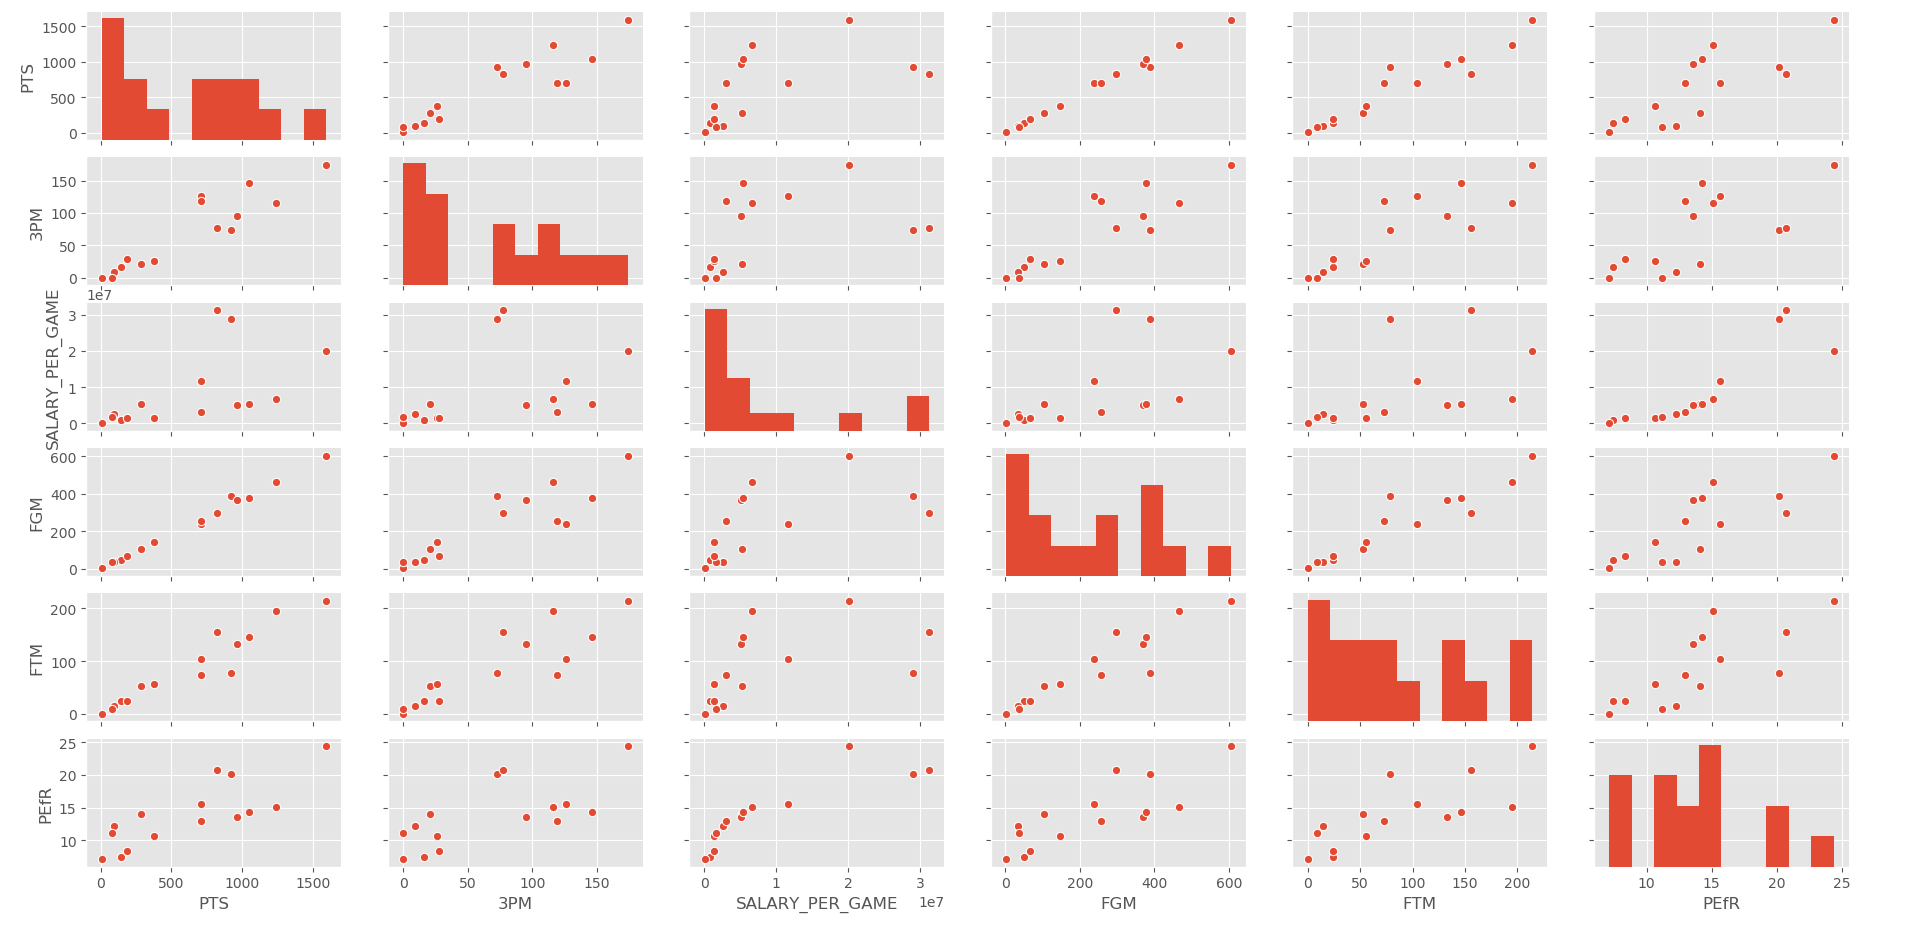 PTS
1500
1000
500
0
3PM
150
100
50
0
1e7
SALARY_PER_GAME
3
2
1
0
FGM
600
400
200
0
FTM
200
100
0
PEfR
25
20
15
10
0 500 1000 1500
0 50 100 150
0 1 2 3
0 200 400 600
0 50 100 150 200
10 15 20 25
PTS
3PM
SALARY_PER_GAME
1e7
FGM
FTM
PEfR